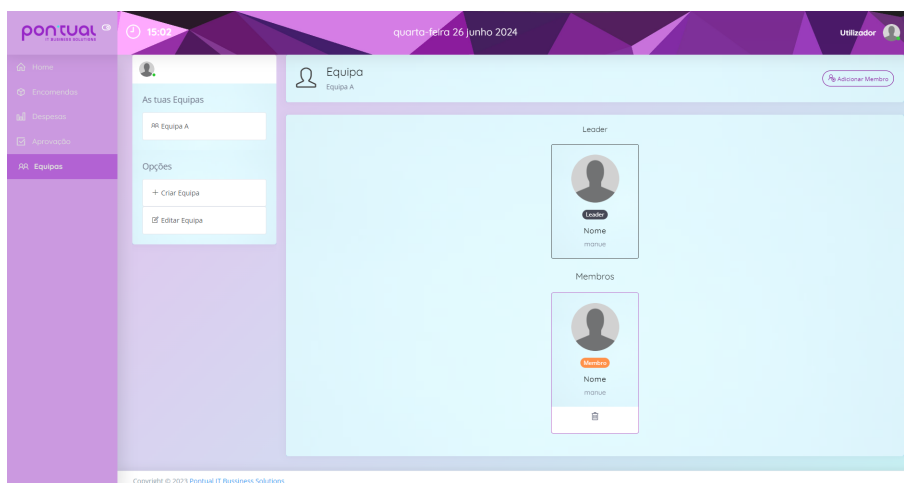 pontual
IT BUSINESS SOLUTIONS
15:02
quarta-feira 26 junho 2024
Utilizador
Home
Encomendas
Despesas
Aprovação
Equipas
As tuas Equipas
Equipa A
Opções
+ Criar Equipa
Editar Equipa
Equipa
Equipa A
Adicionar Membro
Leader
Leader
Nome
manue
Membros
Membro
Nome
manue
Copyright © 2023 Pontual IT Bussiness Solutions